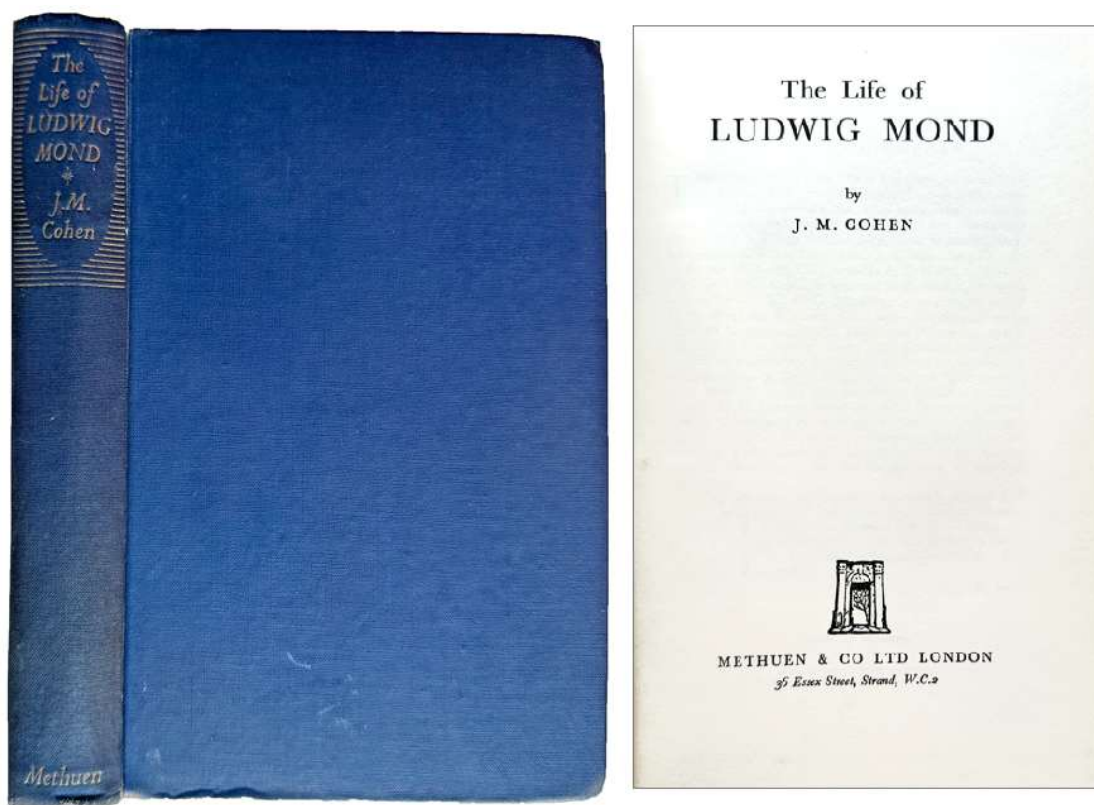 The
Life of
LUDWIG
MOND
J.M.
Cohen
Methuen
The Life of
LUDWIG MOND
by
J. M. COHEN
METHUEN & CO LTD LONDON
36 Essex Street, Strand, W.C.2